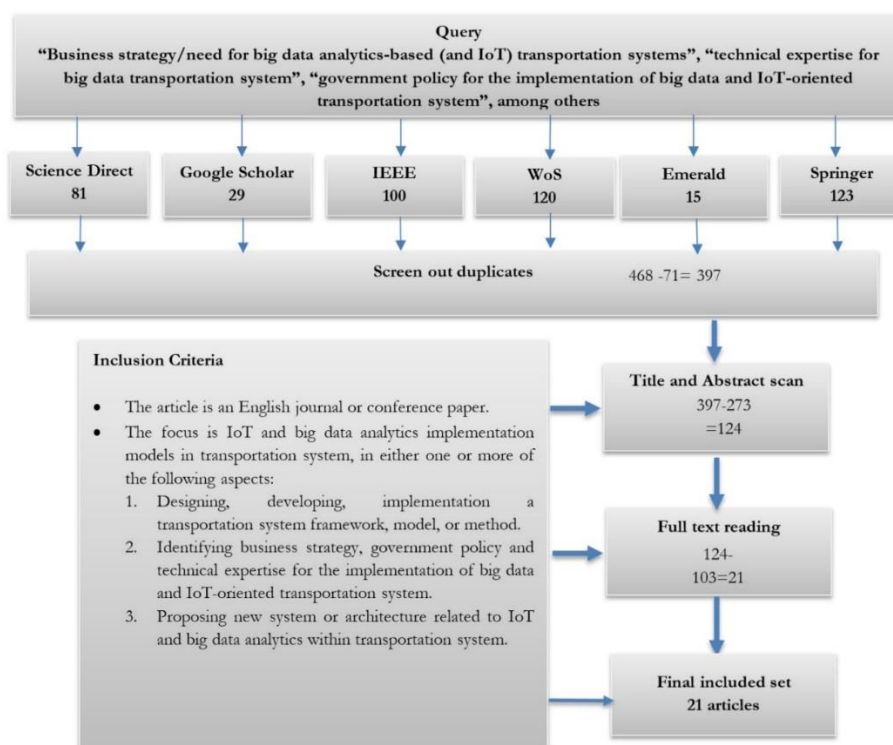 Query
“Business strategy/need for big data analytics-based (and IoT) transportation systems”, “technical expertise for
big data transportation system”, “government policy for the implementation of big data and IoT-oriented
transportation system”, among others
Science Direct
81
Google Scholar
29
IEEE
100
WoS
120
Emerald
15
Springer
123
Screen out duplicates 468 -71= 397
Inclusion Criteria
• The article is an English journal or conference paper.
• The focus is IoT and big data analytics implementation
models in transportation system, in either one or more of
the following aspects:
1. Designing, developing, implementation a
transportation system framework, model, or method.
2. Identifying business strategy, government policy and
technical expertise for the implementation of big data
and IoT-oriented transportation system.
3. Proposing new system or architecture related to IoT
and big data analytics within transportation system.
Title and Abstract scan
397-273
=124
Full text reading
124-
103=21
Final included set
21 articles